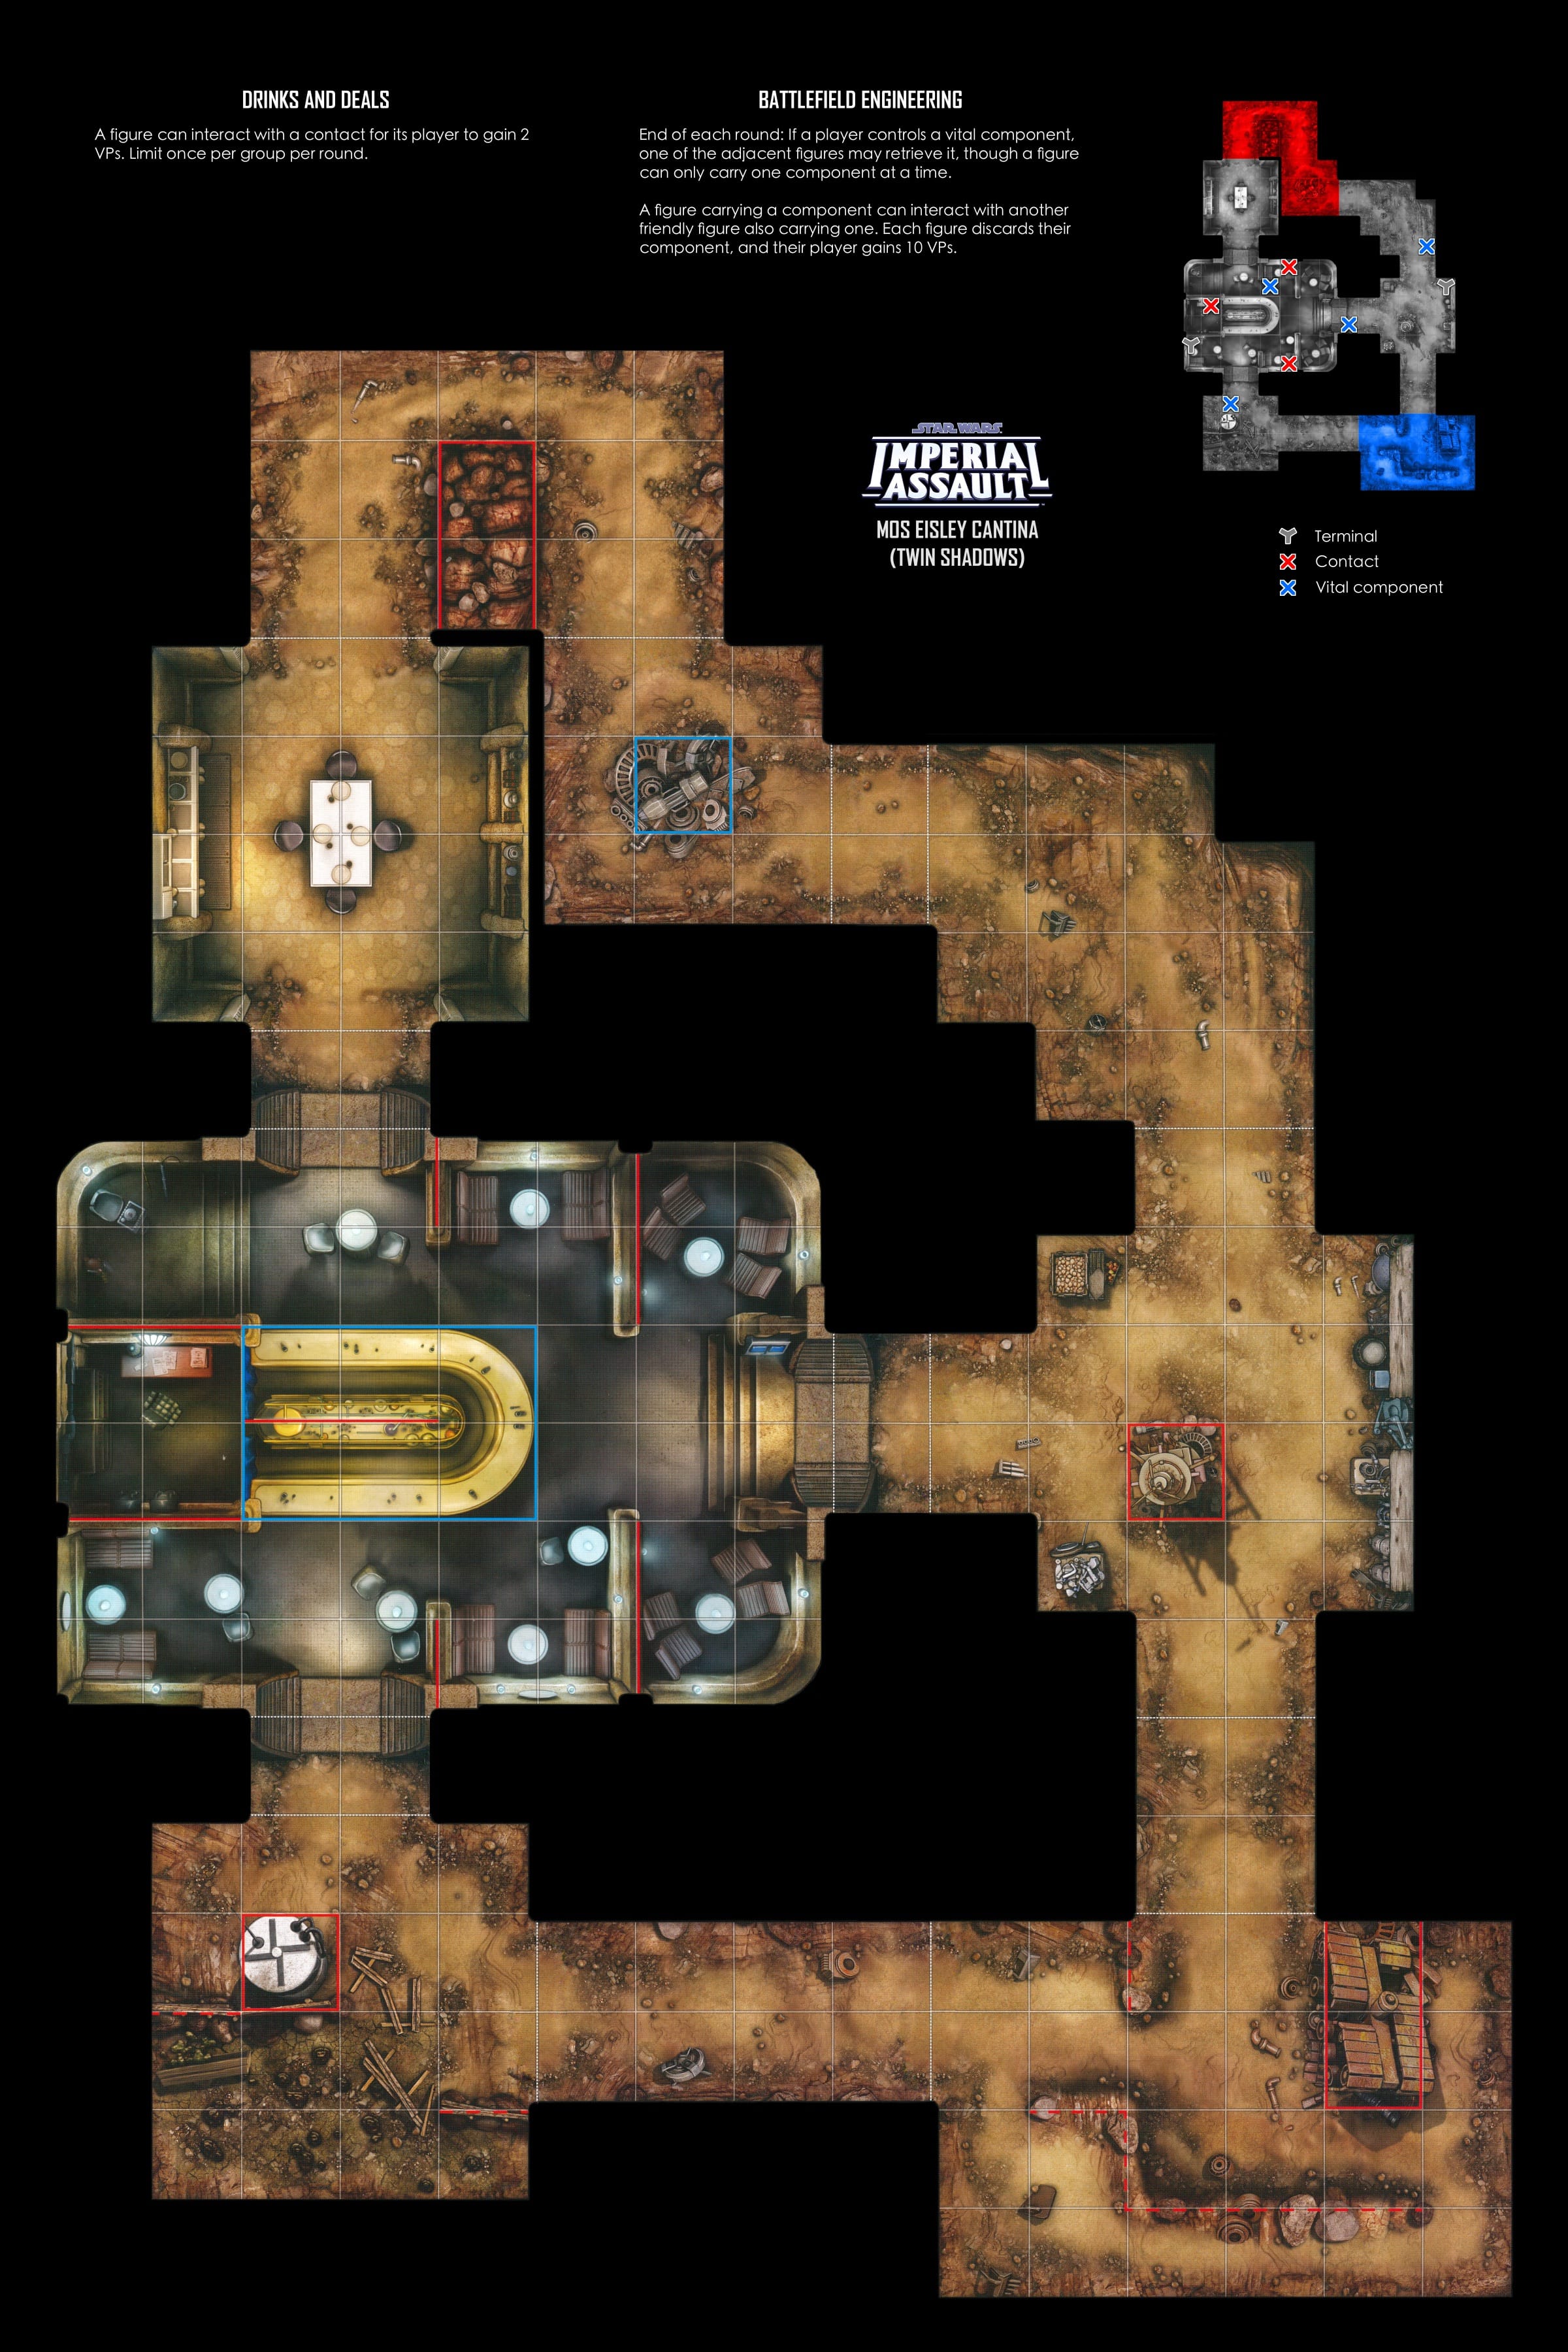 DRINKS AND DEALS
A figure can interact with a contact for its player to gain 2
VPs. Limit once per group per round.
BATTLEFIELD ENGINEERING
End of each round: If a player controls a vital component,
one of the adjacent figures may retrieve it, though a figure
can only carry one component at a time.
A figure carrying a component can interact with another
friendly figure also carrying one. Each figure discards their
component, and their player gains 10 VPs.
STAR WARS
IMPERIAL
ASSAULT
MOS EISLEY CANTINA
(TWIN SHADOWS)
Terminal
Contact
Vital component